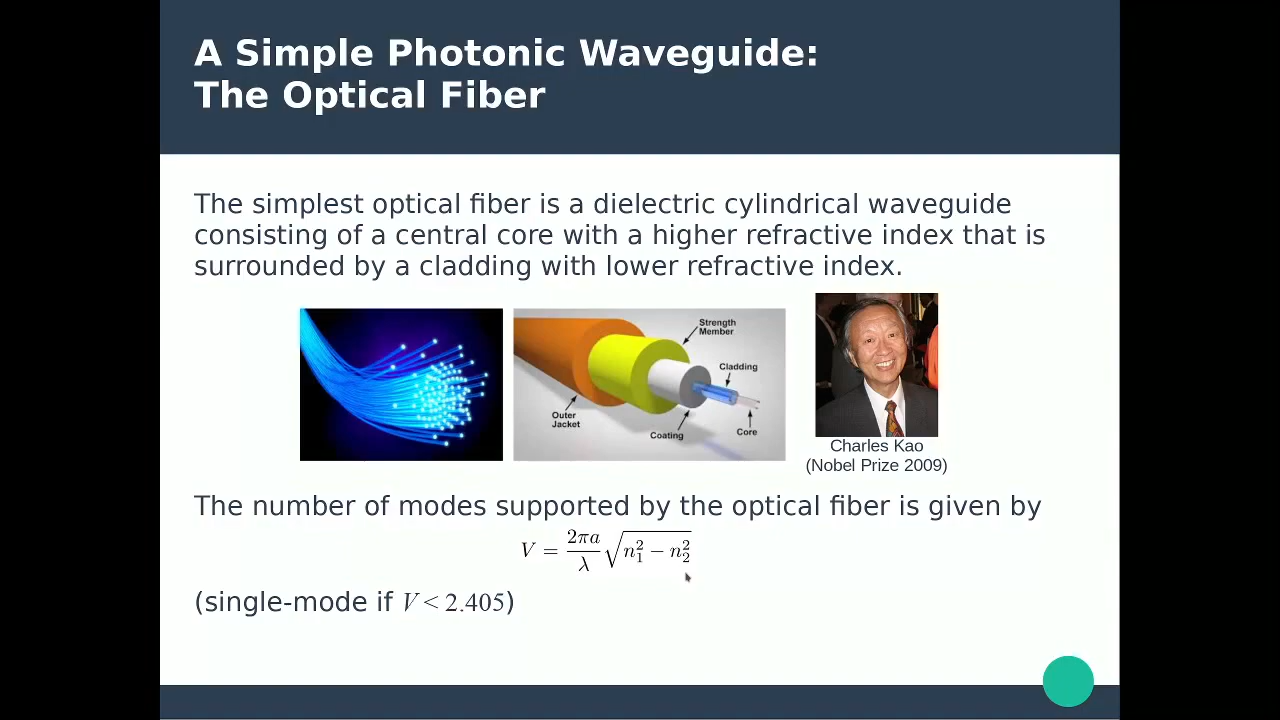 A Simple Photonic Waveguide:
The Optical Fiber
The simplest optical fiber is a dielectric cylindrical waveguide
consisting of a central core with a higher refractive index that is
surrounded by a cladding with lower refractive index.
Strength
Member
Cladding
Outer
Jacket
Coating
Core
Charles Kao
(Nobel Prize 2009)
The number of modes supported by the optical fiber is given by
V = 2πa/λ √(n₁² − n₂²)
(single-mode if V < 2.405)